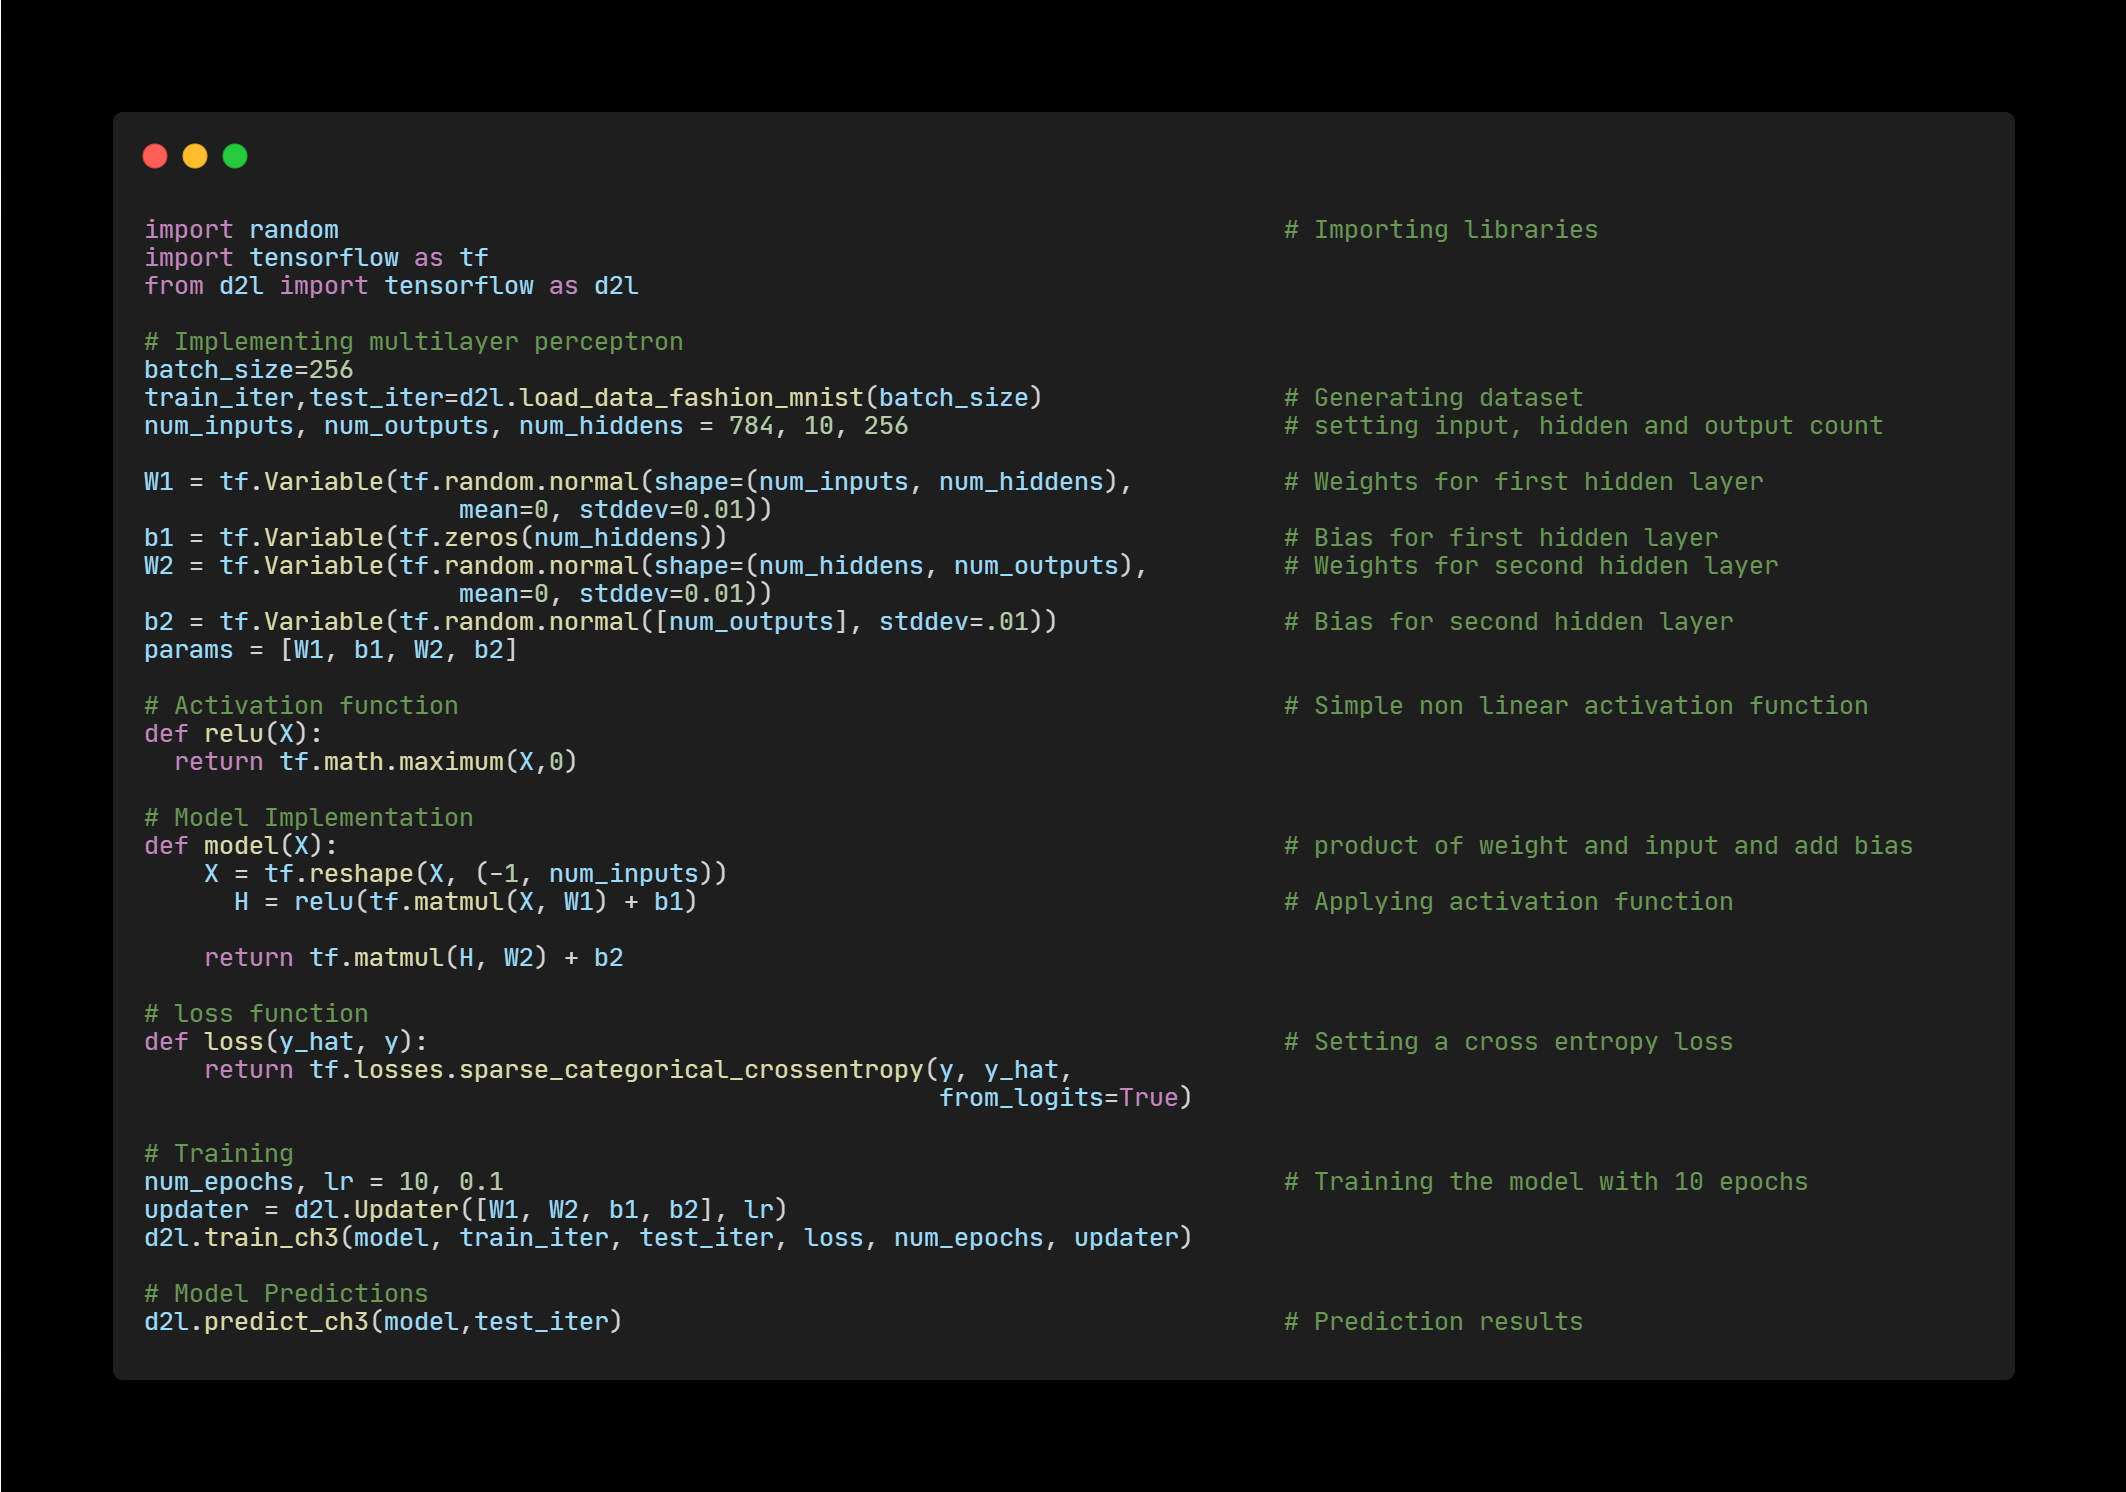 import random                                                               # Importing libraries
import tensorflow as tf
from d2l import tensorflow as d2l
# Implementing multilayer perceptron
batch_size=256
train_iter,test_iter=d2l.load_data_fashion_mnist(batch_size)                # Generating dataset
num_inputs, num_outputs, num_hiddens = 784, 10, 256                         # setting input, hidden and output count
W1 = tf.Variable(tf.random.normal(shape=(num_inputs, num_hiddens),          # Weights for first hidden layer
                     mean=0, stddev=0.01))
b1 = tf.Variable(tf.zeros(num_hiddens))                                     # Bias for first hidden layer
W2 = tf.Variable(tf.random.normal(shape=(num_hiddens, num_outputs),         # Weights for second hidden layer
                     mean=0, stddev=0.01))
b2 = tf.Variable(tf.random.normal([num_outputs], stddev=.01))               # Bias for second hidden layer
params = [W1, b1, W2, b2]
# Activation function                                                       # Simple non linear activation function
def relu(X):
  return tf.math.maximum(X,0)
# Model Implementation
def model(X):                                                               # product of weight and input and add bias
    X = tf.reshape(X, (-1, num_inputs))
      H = relu(tf.matmul(X, W1) + b1)                                       # Applying activation function
    return tf.matmul(H, W2) + b2
# loss function
def loss(y_hat, y):                                                         # Setting a cross entropy loss
    return tf.losses.sparse_categorical_crossentropy(y, y_hat,
                                                     from_logits=True)
# Training
num_epochs, lr = 10, 0.1                                                    # Training the model with 10 epochs
updater = d2l.Updater([W1, W2, b1, b2], lr)
d2l.train_ch3(model, train_iter, test_iter, loss, num_epochs, updater)
# Model Predictions
d2l.predict_ch3(model,test_iter)                                            # Prediction results